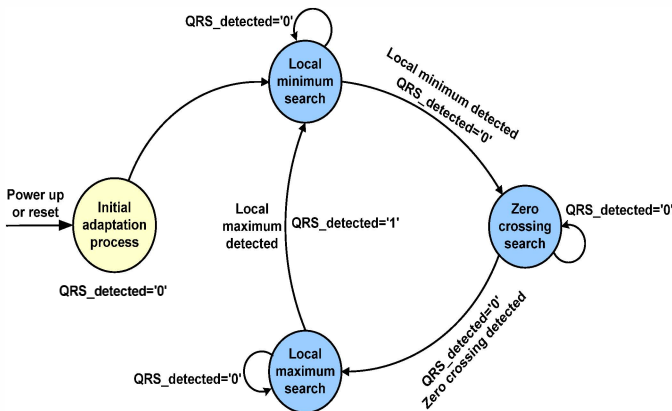 QRS_detected='0'
Local
minimum
search
Local minimum detected
QRS_detected='0'
Power up
or reset
Initial
adaptation
process
QRS_detected='0'
Local
maximum
detected
QRS_detected='1'
Zero
crossing
search
QRS_detected='0'
QRS_detected='0'
Zero crossing detected
Local
maximum
search
QRS_detected='0'